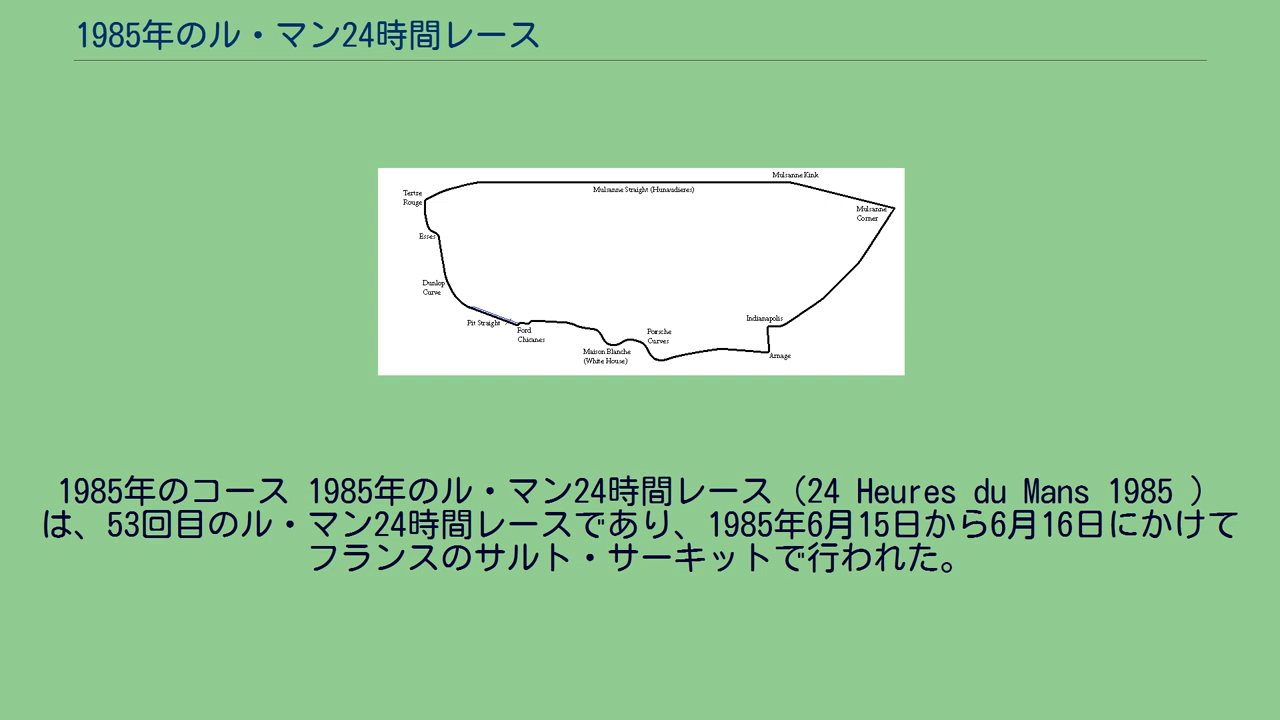 1985年のル・マン24時間レース
Mulsanne Kink
Mulsanne Straight (Hunaudieres)
Tertre
Rouge
Mulsanne
Corner
Esses
Dunlop
Curve
Indianapolis
Pit Straight
Ford
Chicanes
Porsche
Curves
Maison Blanche
(White House)
Arnage
1985年のコース 1985年のル・マン24時間レース（24 Heures du Mans 1985 ）
は、53回目のル・マン24時間レースであり、1985年6月15日から6月16日にかけて
フランスのサルト・サーキットで行われた。